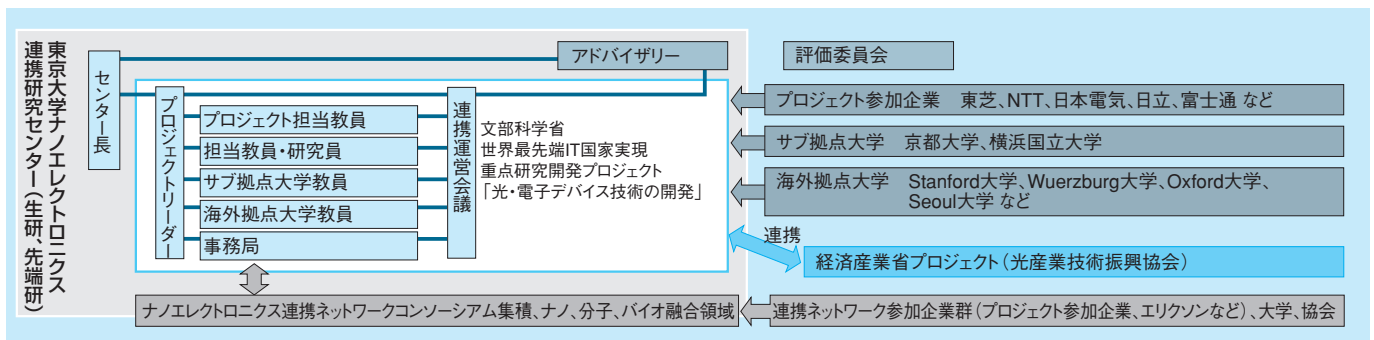 東京大学ナノエレクトロニクス
連携研究センター（生研、先端研）
センター長
アドバイザリー
評価委員会
プロジェクトリーダー
プロジェクト担当教員
担当教員・研究員
サブ拠点大学教員
海外拠点大学教員
事務局
連携運営会議
文部科学省
世界最先端IT国家実現
重点研究開発プロジェクト
「光・電子デバイス技術の開発」
プロジェクト参加企業　東芝、NTT、日本電気、日立、富士通 など
サブ拠点大学　京都大学、横浜国立大学
海外拠点大学　Stanford大学、Wuerzburg大学、Oxford大学、
Seoul大学 など
連携
経済産業省プロジェクト（光産業技術振興協会）
ナノエレクトロニクス連携ネットワークコンソーシアム集積、ナノ、分子、バイオ融合領域
連携ネットワーク参加企業群（プロジェクト参加企業、エリクソンなど）、大学、協会